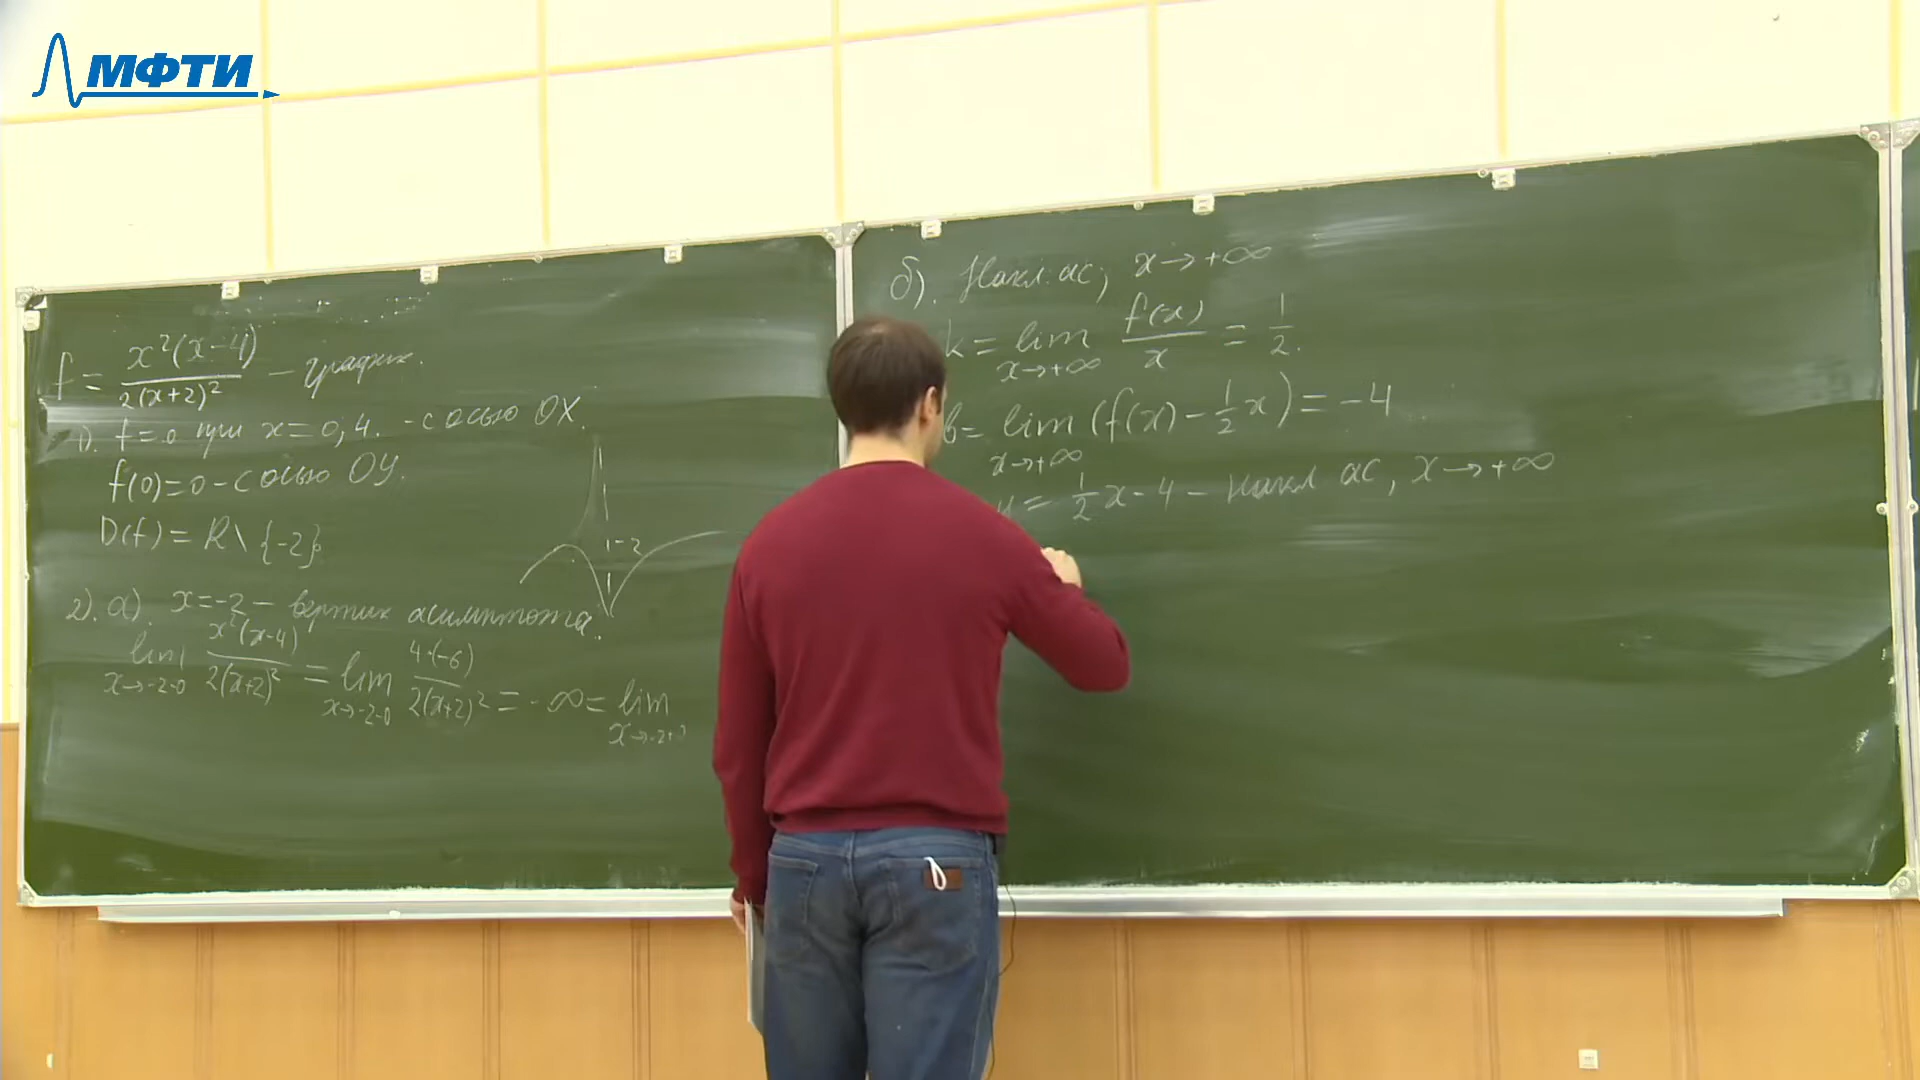 МФТИ
f = x²(x-4) / 2(x+2)² – график.
1). f=0 при x=0,4. - с осью OX.
f(0)=0 - с осью OY.
D(f) = R \ {-2}
-2
2). а). x=-2 – вертик асимптота.
lim x→-2-0 x²(x-4) / 2(x+2)² = lim x→-2-0 4·(-6) / 2(x+2)² = -∞ = lim x→-2+0
б). Накл. ас, x→+∞
k = lim x→+∞ f(x) / x = 1/2.
b = lim x→+∞ (f(x) - 1/2 x) = -4
y = 1/2 x - 4 – накл ас, x→+∞